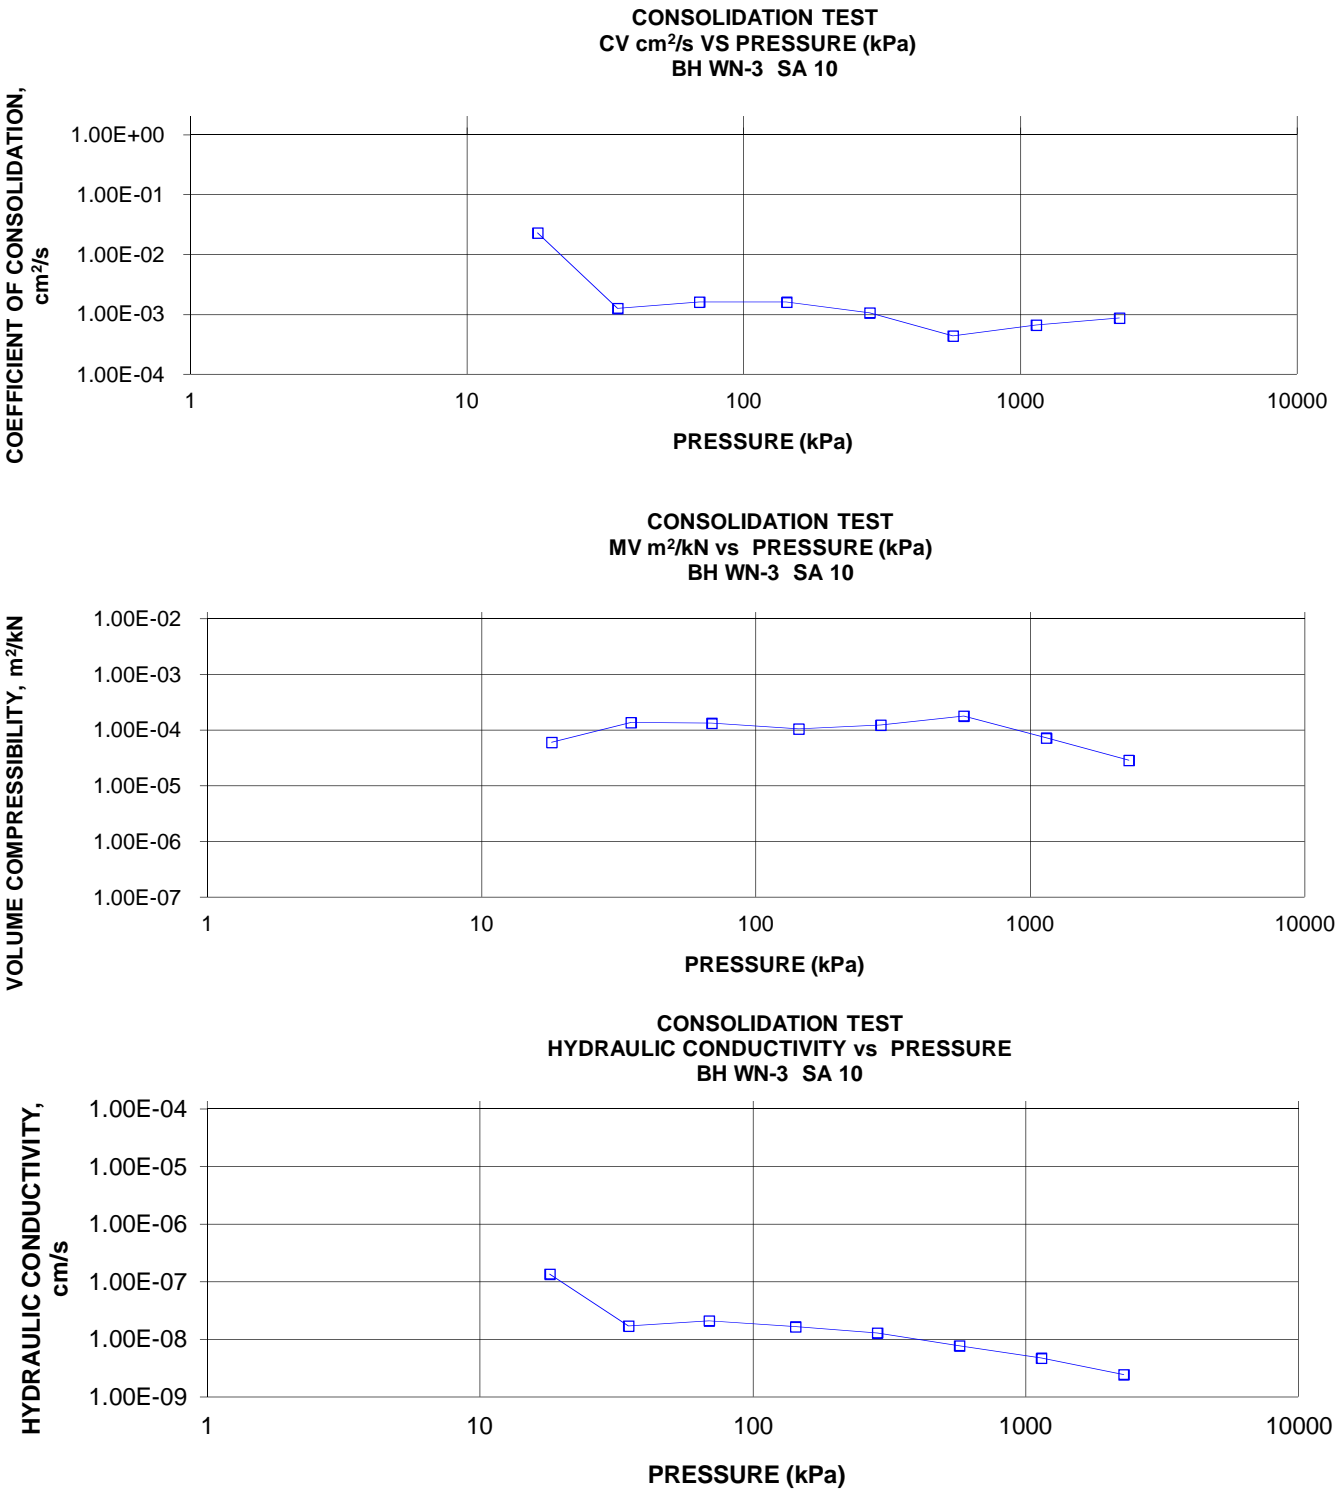 CONSOLIDATION TEST
CV cm²/s VS PRESSURE (kPa)
BH WN-3 SA 10
COEFFICIENT OF CONSOLIDATION,
cm²/s
1.00E+00
1.00E-01
1.00E-02
1.00E-03
1.00E-04
1 10 100 1000 10000
PRESSURE (kPa)
CONSOLIDATION TEST
MV m²/kN vs PRESSURE (kPa)
BH WN-3 SA 10
VOLUME COMPRESSIBILITY, m²/kN
1.00E-02
1.00E-03
1.00E-04
1.00E-05
1.00E-06
1.00E-07
1 10 100 1000 10000
PRESSURE (kPa)
CONSOLIDATION TEST
HYDRAULIC CONDUCTIVITY vs PRESSURE
BH WN-3 SA 10
HYDRAULIC CONDUCTIVITY,
cm/s
1.00E-04
1.00E-05
1.00E-06
1.00E-07
1.00E-08
1.00E-09
1 10 100 1000 10000
PRESSURE (kPa)